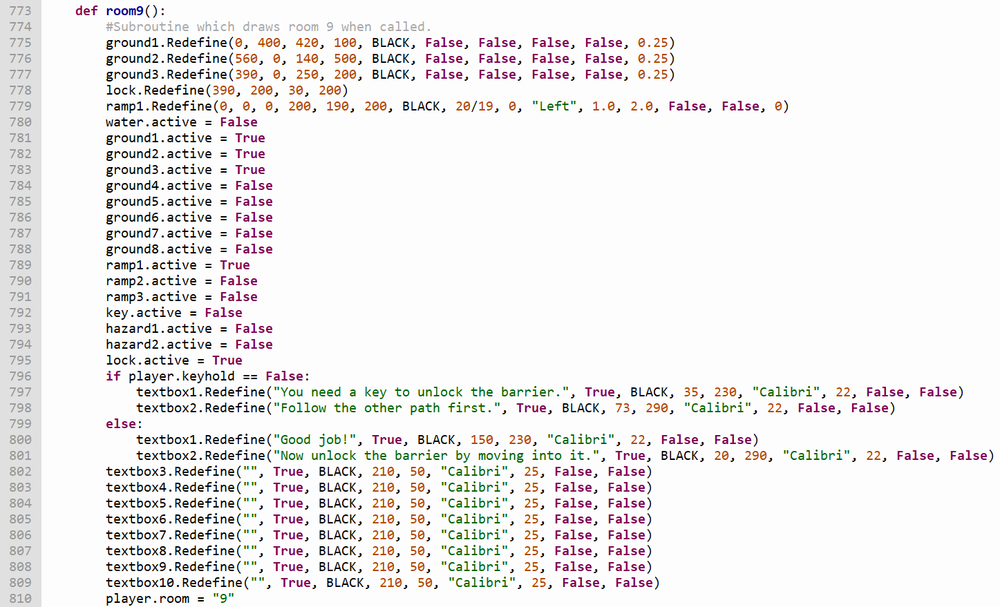 773     def room9():
774         #Subroutine which draws room 9 when called.
775         ground1.Redefine(0, 400, 420, 100, BLACK, False, False, False, False, 0.25)
776         ground2.Redefine(560, 0, 140, 500, BLACK, False, False, False, False, 0.25)
777         ground3.Redefine(390, 0, 250, 200, BLACK, False, False, False, False, 0.25)
778         lock.Redefine(390, 200, 30, 200)
779         ramp1.Redefine(0, 0, 0, 200, 190, 200, BLACK, 20/19, 0, "Left", 1.0, 2.0, False, False, 0)
780         water.active = False
781         ground1.active = True
782         ground2.active = True
783         ground3.active = True
784         ground4.active = False
785         ground5.active = False
786         ground6.active = False
787         ground7.active = False
788         ground8.active = False
789         ramp1.active = True
790         ramp2.active = False
791         ramp3.active = False
792         key.active = False
793         hazard1.active = False
794         hazard2.active = False
795         lock.active = True
796         if player.keyhold == False:
797             textbox1.Redefine("You need a key to unlock the barrier.", True, BLACK, 35, 230, "Calibri", 22, False, False)
798             textbox2.Redefine("Follow the other path first.", True, BLACK, 73, 290, "Calibri", 22, False, False)
799         else:
800             textbox1.Redefine("Good job!", True, BLACK, 150, 230, "Calibri", 22, False, False)
801             textbox2.Redefine("Now unlock the barrier by moving into it.", True, BLACK, 20, 290, "Calibri", 22, False, False)
802         textbox3.Redefine("", True, BLACK, 210, 50, "Calibri", 25, False, False)
803         textbox4.Redefine("", True, BLACK, 210, 50, "Calibri", 25, False, False)
804         textbox5.Redefine("", True, BLACK, 210, 50, "Calibri", 25, False, False)
805         textbox6.Redefine("", True, BLACK, 210, 50, "Calibri", 25, False, False)
806         textbox7.Redefine("", True, BLACK, 210, 50, "Calibri", 25, False, False)
807         textbox8.Redefine("", True, BLACK, 210, 50, "Calibri", 25, False, False)
808         textbox9.Redefine("", True, BLACK, 210, 50, "Calibri", 25, False, False)
809         textbox10.Redefine("", True, BLACK, 210, 50, "Calibri", 25, False, False)
810         player.room = "9"